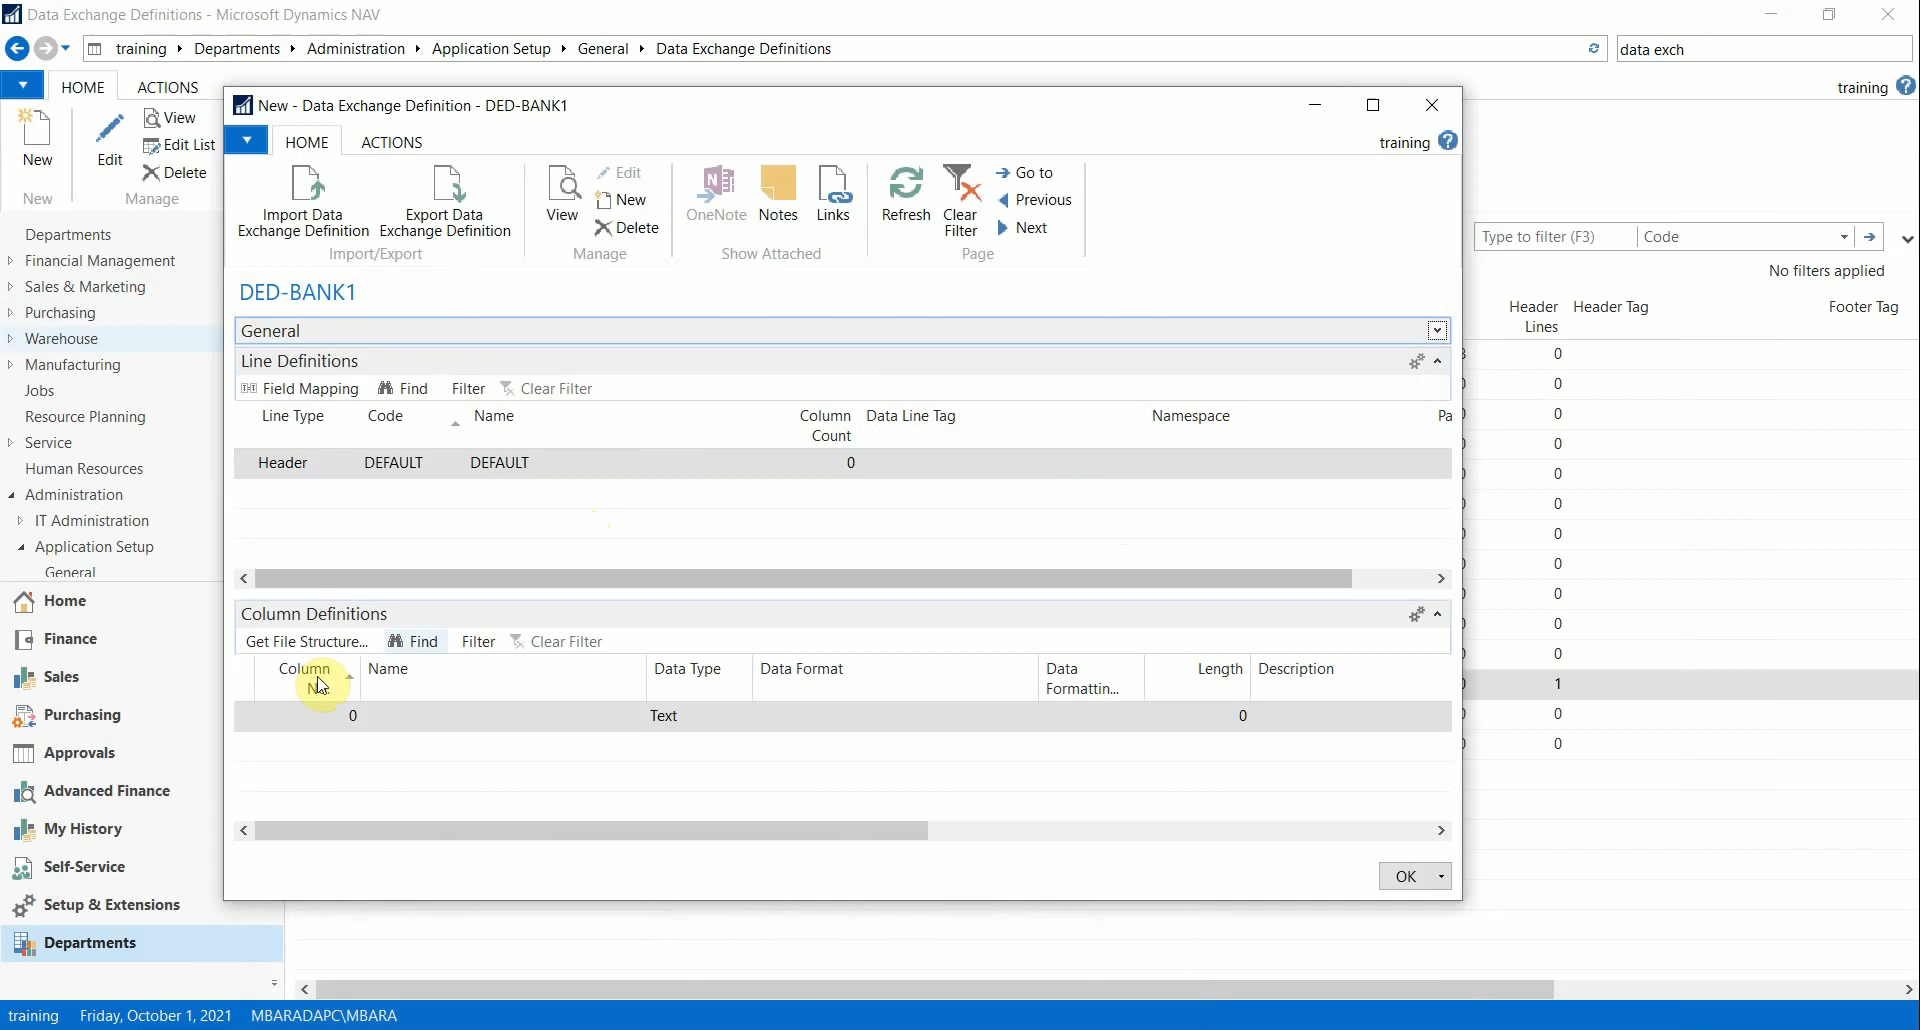 Data Exchange Definitions - Microsoft Dynamics NAV
training Departments Administration Application Setup General Data Exchange Definitions
data exch
HOME ACTIONS
training
New
Edit
View
Edit List
Delete
New Manage
Departments
Financial Management
Sales & Marketing
Purchasing
Warehouse
Manufacturing
Jobs
Resource Planning
Service
Human Resources
Administration
IT Administration
Application Setup
General
Home
Finance
Sales
Purchasing
Approvals
Advanced Finance
My History
Self-Service
Setup & Extensions
Departments
New - Data Exchange Definition - DED-BANK1
HOME ACTIONS
training
Import Data Exchange Definition
Export Data Exchange Definition
Import/Export
View
Edit
New
Delete
Manage
OneNote Notes Links
Show Attached
Refresh
Clear Filter
Go to
Previous
Next
Page
DED-BANK1
General
Line Definitions
Field Mapping Find Filter Clear Filter
Line Type Code Name Column Count Data Line Tag Namespace Pa
Header DEFAULT DEFAULT 0
Column Definitions
Get File Structure... Find Filter Clear Filter
Column Name Data Type Data Format Data Formattin... Length Description
0 Text 0
OK
Type to filter (F3) Code
No filters applied
Header Lines Header Tag Footer Tag
0
0
0
0
0
0
0
0
0
0
0
1
0
0
training Friday, October 1, 2021 MBARADAPC\MBARA